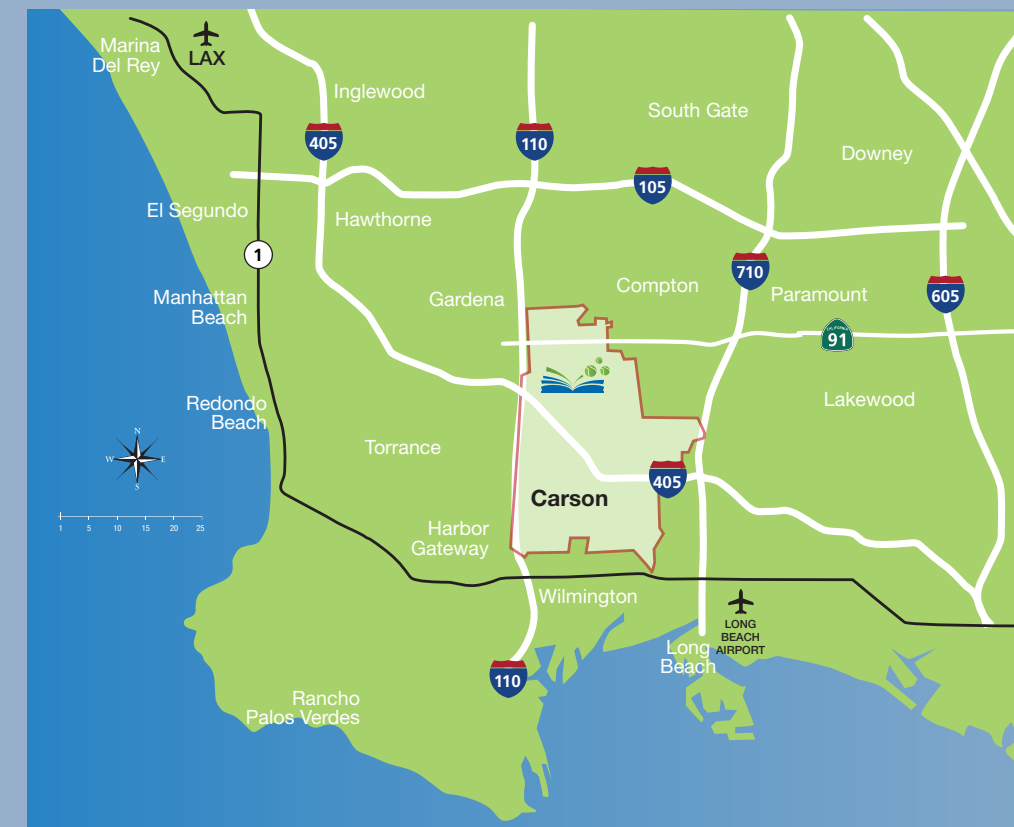 Marina
Del Rey
LAX
Inglewood
South Gate
405
110
Downey
105
El Segundo
Hawthorne
1
710
Compton
Paramount
605
Manhattan
Beach
Gardena
CALIFORNIA
91
Redondo
Beach
Lakewood
N
W
E
S
Torrance
405
Carson
1 5 10 15 20 25
Harbor
Gateway
Wilmington
LONG
BEACH
AIRPORT
Long
Beach
110
Rancho
Palos Verdes